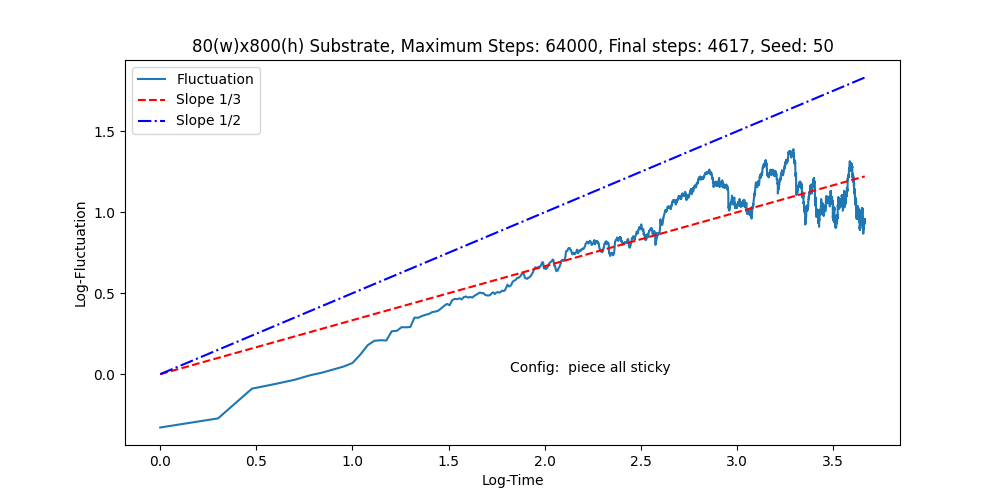 80(w)x800(h) Substrate, Maximum Steps: 64000, Final steps: 4617, Seed: 50
Fluctuation
Slope 1/3
Slope 1/2
Log-Fluctuation
1.5
1.0
0.5
0.0
Config:  piece all sticky
0.0 0.5 1.0 1.5 2.0 2.5 3.0 3.5
Log-Time